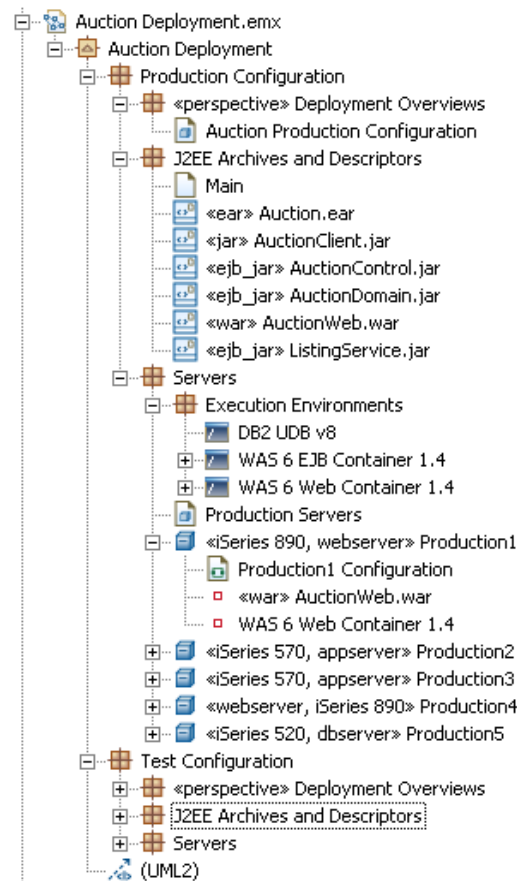 Auction Deployment.emx
Auction Deployment
Production Configuration
«perspective» Deployment Overviews
Auction Production Configuration
J2EE Archives and Descriptors
Main
«ear» Auction.ear
«jar» AuctionClient.jar
«ejb_jar» AuctionControl.jar
«ejb_jar» AuctionDomain.jar
«war» AuctionWeb.war
«ejb_jar» ListingService.jar
Servers
Execution Environments
DB2 UDB v8
WAS 6 EJB Container 1.4
WAS 6 Web Container 1.4
Production Servers
«iSeries 890, webserver» Production1
Production1 Configuration
«war» AuctionWeb.war
WAS 6 Web Container 1.4
«iSeries 570, appserver» Production2
«iSeries 570, appserver» Production3
«webserver, iSeries 890» Production4
«iSeries 520, dbserver» Production5
Test Configuration
«perspective» Deployment Overviews
J2EE Archives and Descriptors
Servers
(UML2)